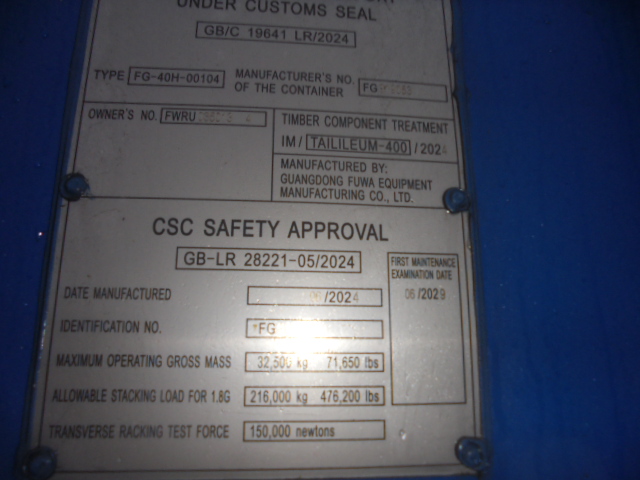 UNDER CUSTOMS SEAL
GB/C 19641 LR/2024
TYPE FG-40H-00104
MANUFACTURER'S NO.
OF THE CONTAINER FG
OWNER'S NO. FWRU
TIMBER COMPONENT TREATMENT
IM / TAILILEUM-400 / 2024
MANUFACTURED BY:
GUANGDONG FUWA EQUIPMENT
MANUFACTURING CO., LTD.
CSC SAFETY APPROVAL
GB-LR 28221-05/2024
FIRST MAINTENANCE
EXAMINATION DATE
06 /2029
DATE MANUFACTURED 06 /2024
IDENTIFICATION NO. *FG
MAXIMUM OPERATING GROSS MASS 32,500 kg 71,650 lbs
ALLOWABLE STACKING LOAD FOR 1.8G 216,000 kg 476,200 lbs
TRANSVERSE RACKING TEST FORCE 150,000 newtons